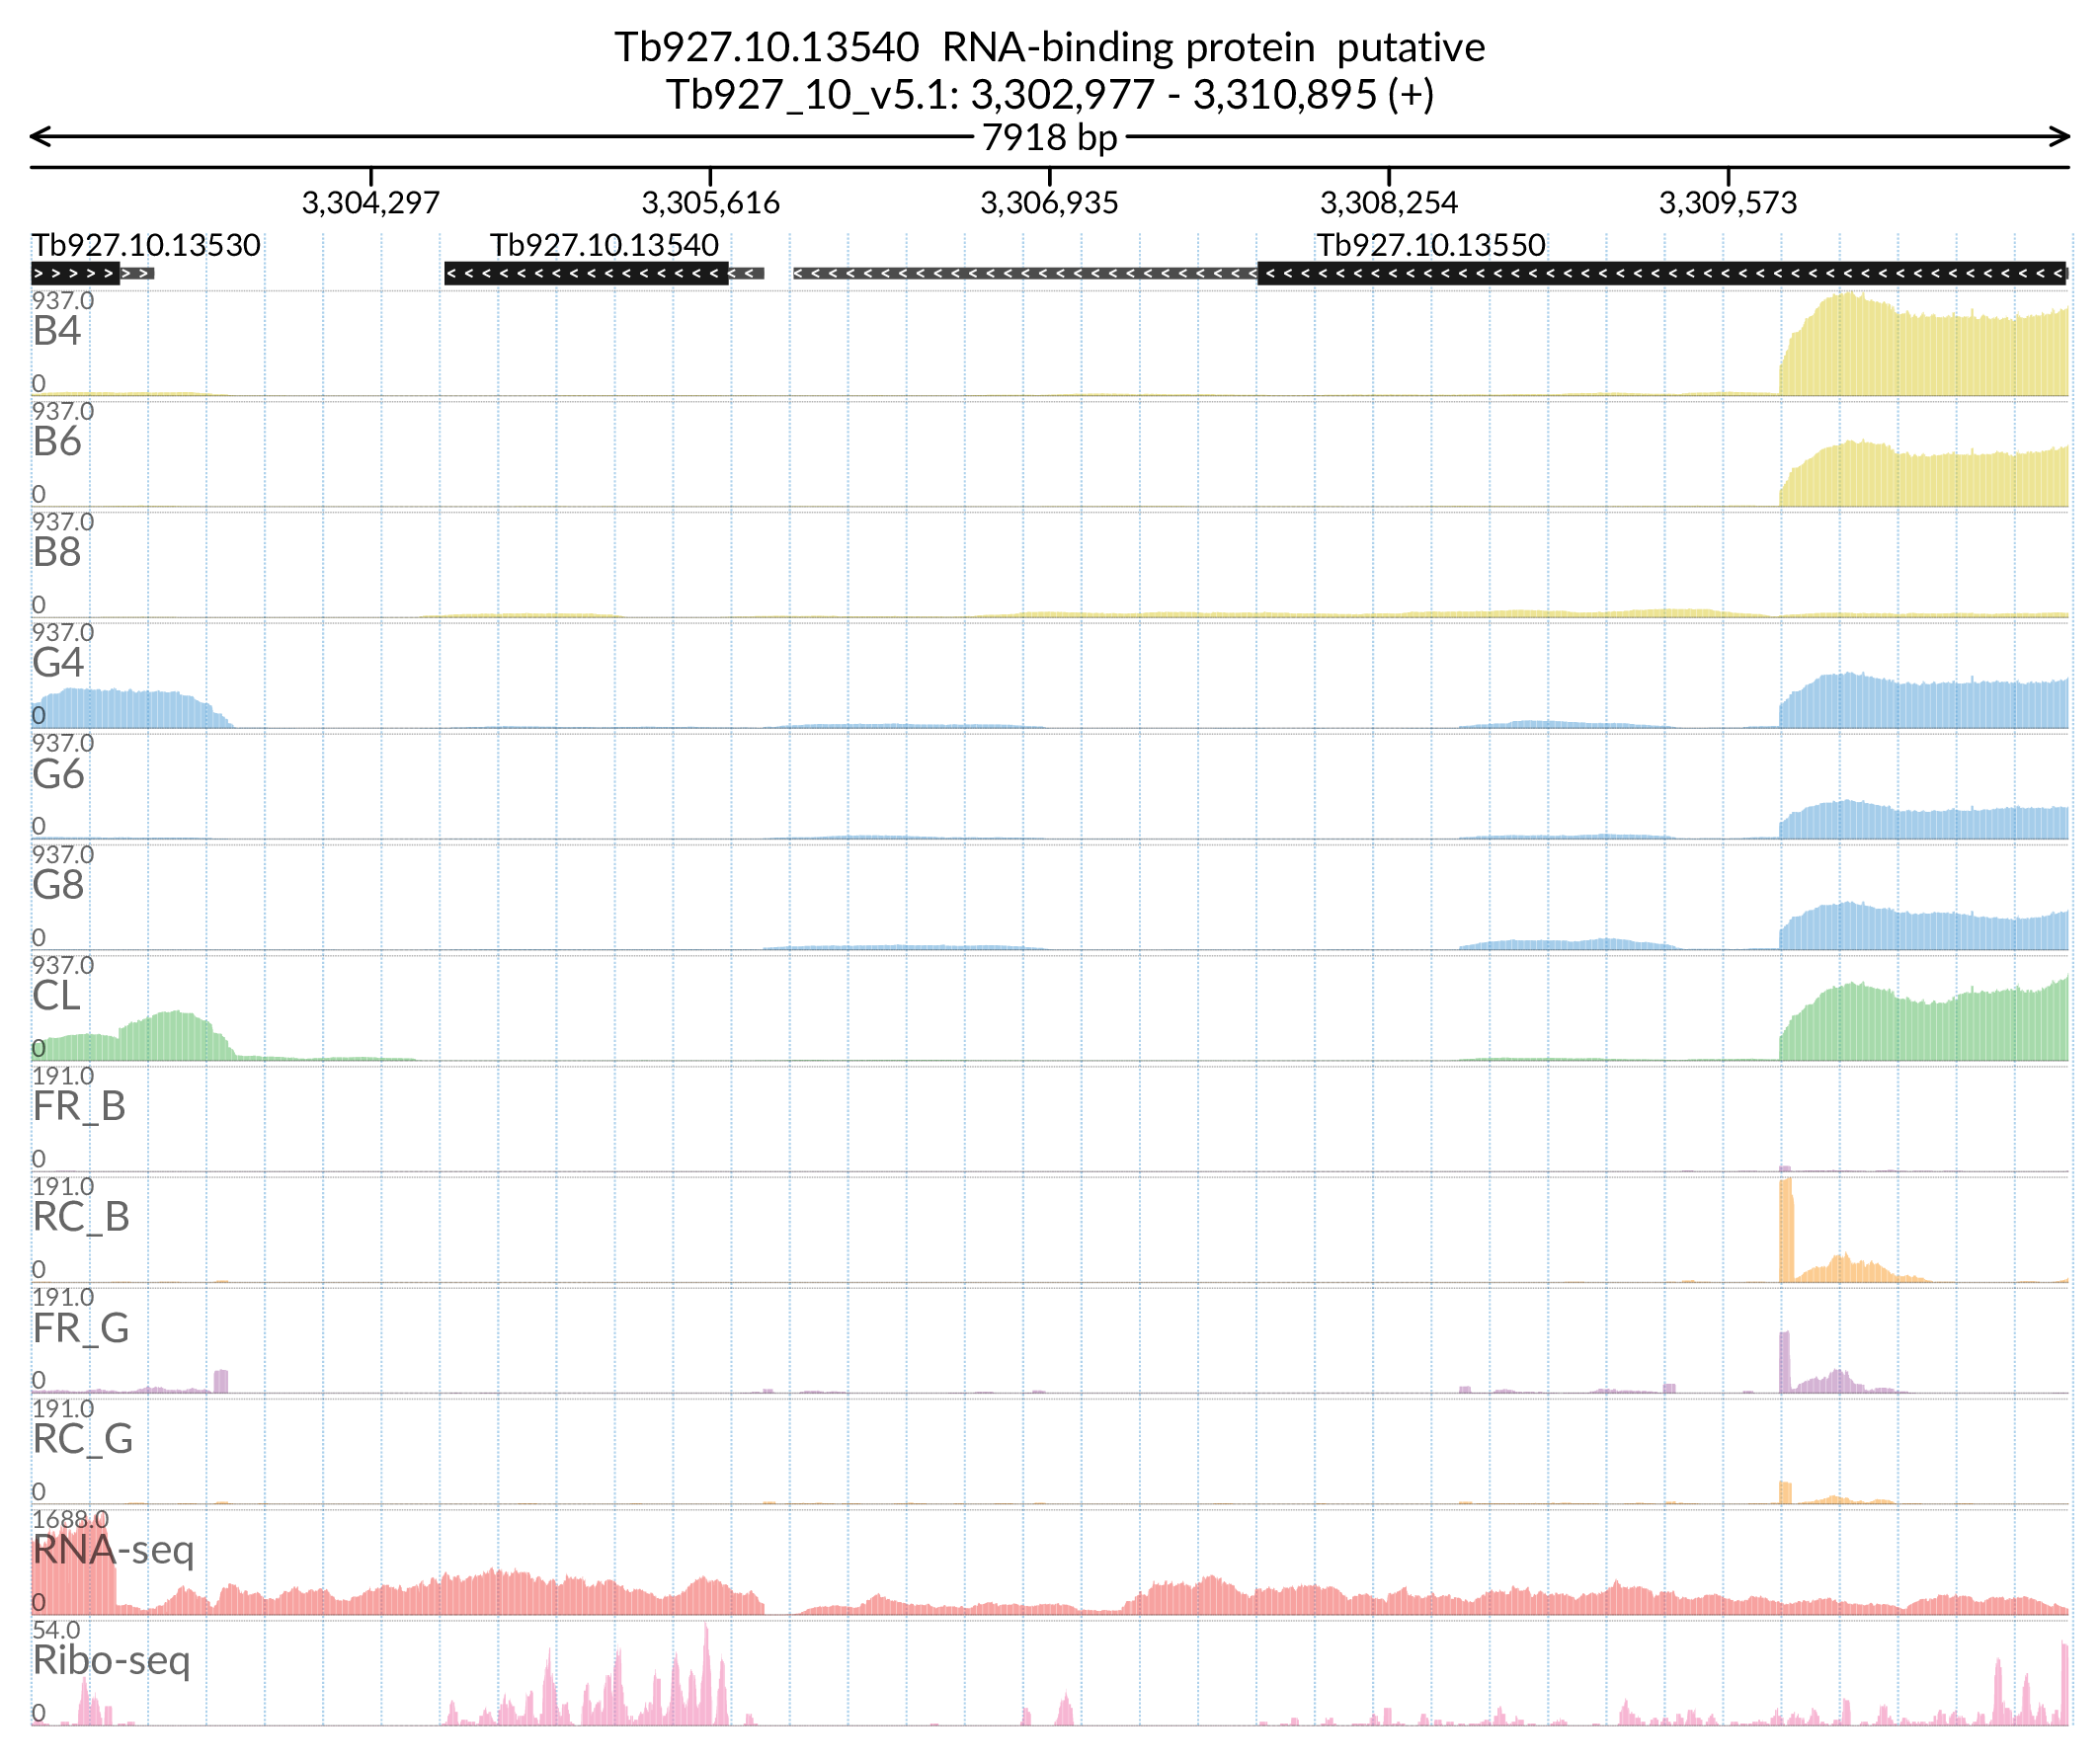 Tb927.10.13540  RNA-binding protein  putative
Tb927_10_v5.1: 3,302,977 - 3,310,895 (+)
7918 bp
3,304,297 3,305,616 3,306,935 3,308,254 3,309,573
Tb927.10.13530 Tb927.10.13540 Tb927.10.13550
937.0
B4
0
937.0
B6
0
937.0
B8
0
937.0
G4
0
937.0
G6
0
937.0
G8
0
937.0
CL
0
191.0
FR_B
0
191.0
RC_B
0
191.0
FR_G
0
191.0
RC_G
0
1688.0
RNA-seq
0
54.0
Ribo-seq
0